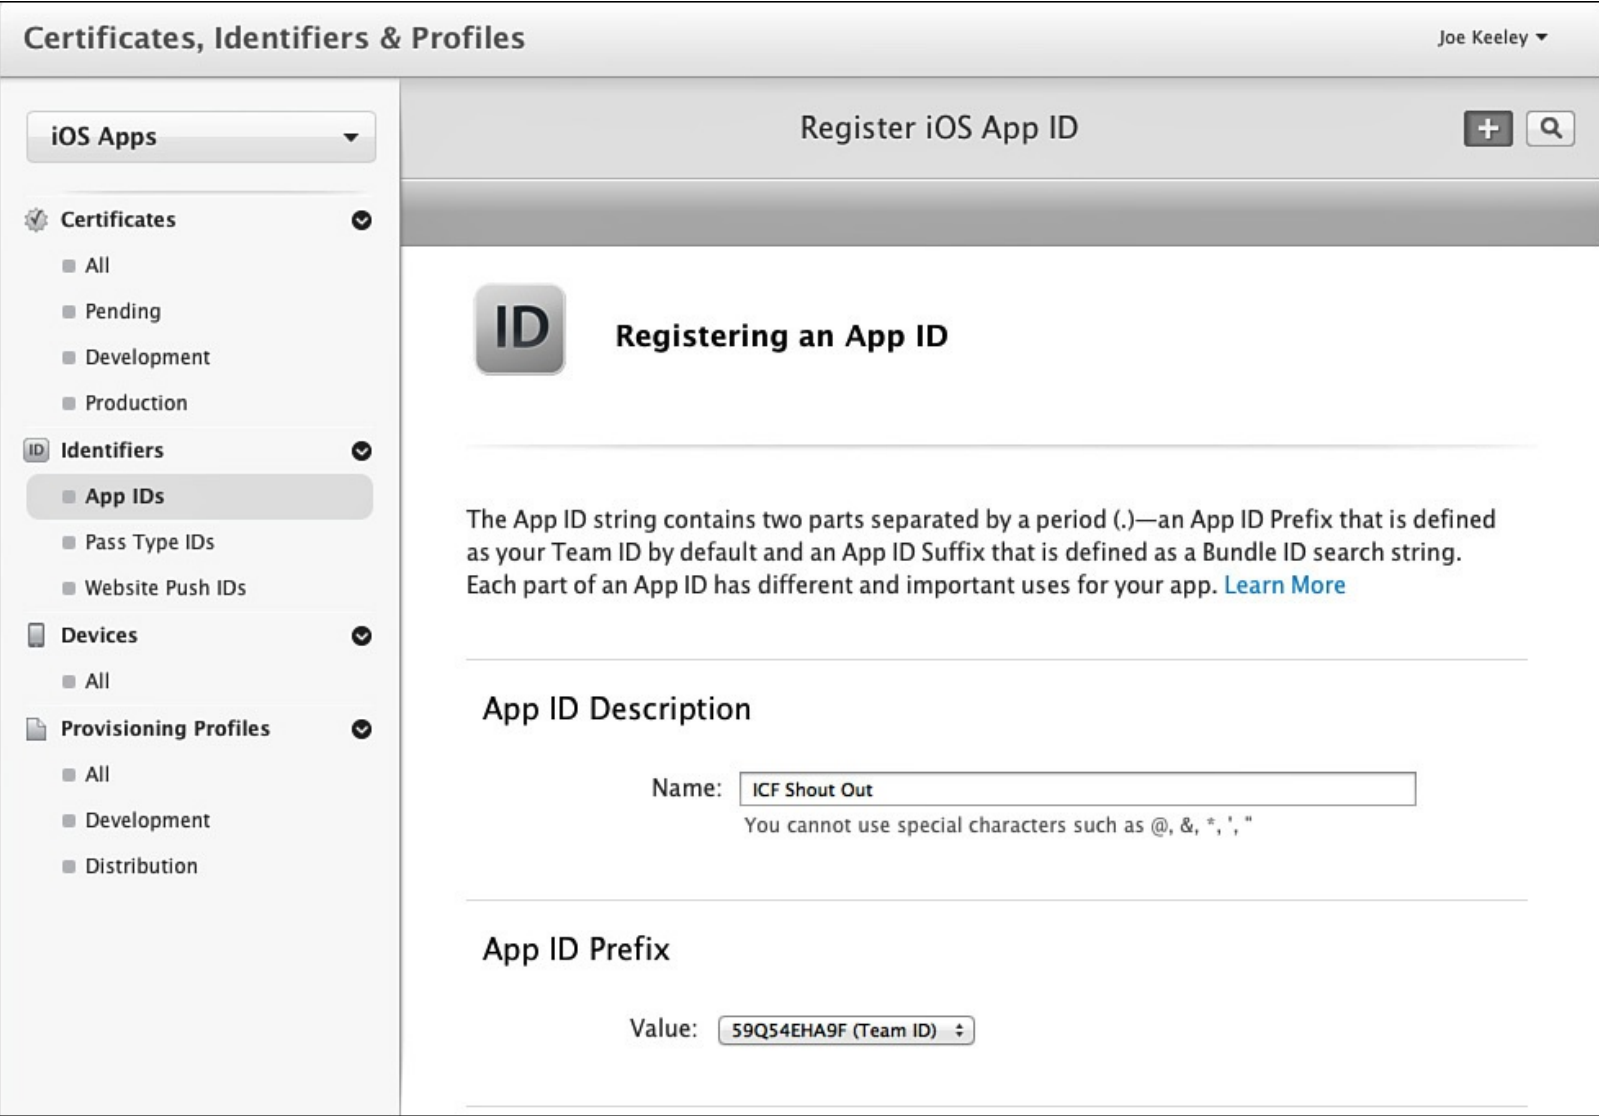 Certificates, Identifiers & Profiles
Joe Keeley
iOS Apps
Certificates
All
Pending
Development
Production
ID Identifiers
App IDs
Pass Type IDs
Website Push IDs
Devices
All
Provisioning Profiles
All
Development
Distribution
Register iOS App ID
ID
Registering an App ID
The App ID string contains two parts separated by a period (.)—an App ID Prefix that is defined
as your Team ID by default and an App ID Suffix that is defined as a Bundle ID search string.
Each part of an App ID has different and important uses for your app. Learn More
App ID Description
Name: ICF Shout Out
You cannot use special characters such as @, &, *, ', "
App ID Prefix
Value: 59Q54EHA9F (Team ID)